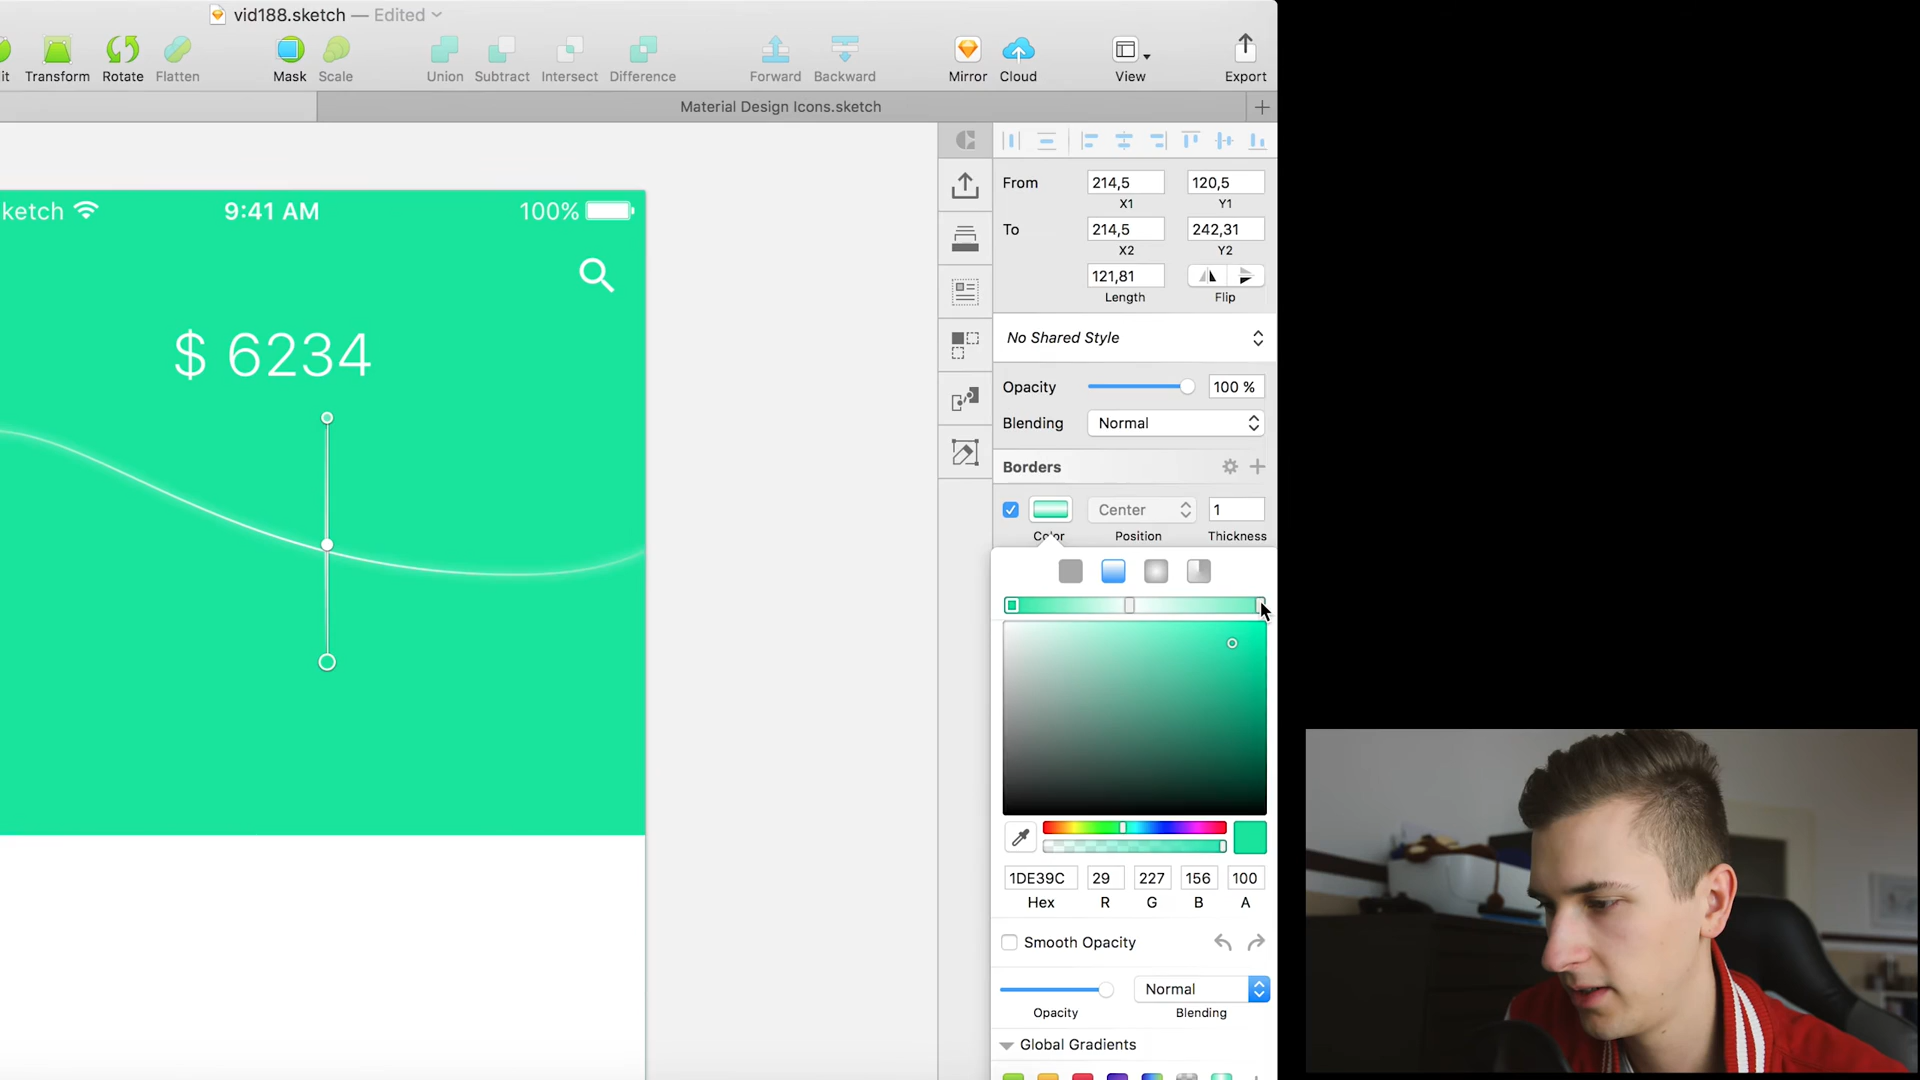 vid188.sketch — Edited
it Transform Rotate Flatten Mask Scale Union Subtract Intersect Difference Forward Backward Mirror Cloud View Export
Material Design Icons.sketch
ketch 9:41 AM 100%
$ 6234
From 214,5 120,5
X1 Y1
To 214,5 242,31
X2 Y2
121,81
Length Flip
No Shared Style
Opacity 100 %
Blending Normal
Borders
Center 1
Color Position Thickness
1DE39C 29 227 156 100
Hex R G B A
Smooth Opacity
Normal
Opacity Blending
Global Gradients